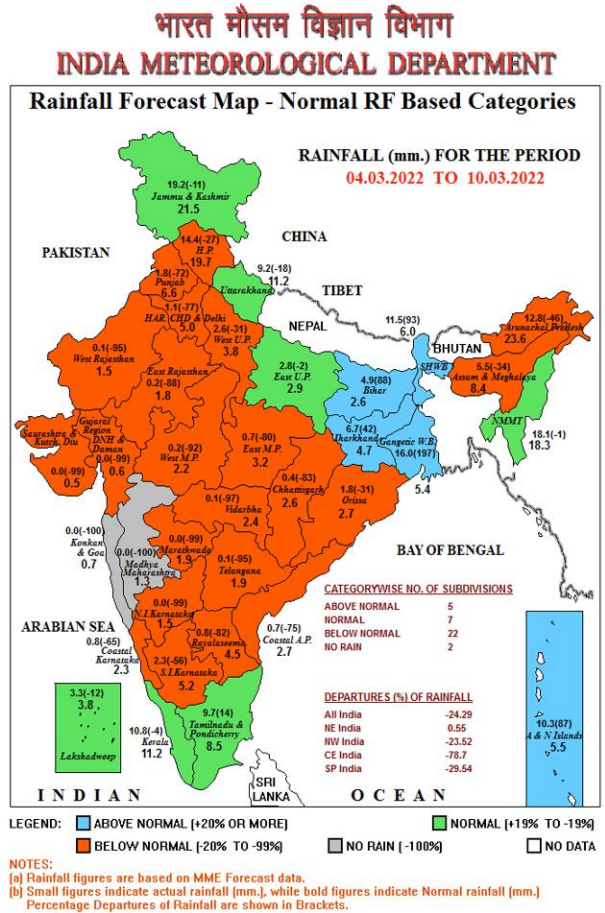 भारत मौसम विज्ञान विभाग
INDIA METEOROLOGICAL DEPARTMENT
Rainfall Forecast Map - Normal RF Based Categories
RAINFALL (mm.) FOR THE PERIOD
04.03.2022 TO 10.03.2022
19.2(-11)
Jammu & Kashmir
21.5
CHINA
PAKISTAN
14.4(-27)
H.P.
19.7
1.8(-72)
Punjab
6.6
9.2(-18)
11.2
Uttarakhand
TIBET
1.1(-77)
HAR. CHD & Delhi
5.0
2.6(-31)
West U.P.
3.8
NEPAL
11.5(93)
6.0
SHWB
BHUTAN
12.8(-46)
Arunachal Pradesh
23.6
0.1(-95)
West Rajasthan
1.5
East Rajasthan
0.2(-88)
1.8
2.8(-2)
East U.P.
2.9
4.9(88)
Bihar
2.6
5.5(-34)
Assam & Meghalaya
8.4
NMMT
18.1(-1)
18.3
Saurashtra &
Kutch, Diu
0.0(-99)
0.5
Gujarat
Region
DNH &
Daman
0.0(-99)
0.6
0.2(-92)
West M.P.
2.2
0.7(-80)
East M.P.
3.2
6.7(42)
Jharkhand
4.7
Gangetic W.B.
16.0(197)
5.4
0.4(-83)
Chhattisgarh
2.6
1.8(-31)
Orissa
2.7
0.1(-97)
Vidarbha
2.4
0.0(-100)
Konkan
& Goa
0.7
0.0(-100)
Madhya
Maharashtra
1.3
0.0(-99)
Marathwada
1.9
0.1(-95)
Telangana
1.9
BAY OF BENGAL
ARABIAN SEA
0.0(-99)
N.I.Karnataka
1.5
0.8(-65)
Coastal
Karnataka
2.3
0.8(-82)
Rayalaseema
4.5
0.7(-75)
Coastal A.P.
2.7
2.3(-56)
S.I.Karnataka
5.2
3.3(-12)
3.8
Lakshadweep
10.8(-4)
Kerala
11.2
9.7(14)
Tamilnadu &
Pondicherry
8.5
10.3(87)
A & N Islands
5.5
CATEGORYWISE NO. OF SUBDIVISIONS
ABOVE NORMAL 5
NORMAL 7
BELOW NORMAL 22
NO RAIN 2
DEPARTURES (%) OF RAINFALL
All India -24.29
NE India 0.55
NW India -23.52
CE India -78.7
SP India -29.54
SRI
LANKA
INDIAN OCEAN
LEGEND: ABOVE NORMAL (+20% OR MORE) NORMAL (+19% TO -19%)
BELOW NORMAL (-20% TO -99%) NO RAIN (-100%) NO DATA
NOTES:
(a) Rainfall figures are based on MME Forecast data.
(b) Small figures indicate actual rainfall (mm.), while bold figures indicate Normal rainfall (mm.)
Percentage Departures of Rainfall are shown in Brackets.